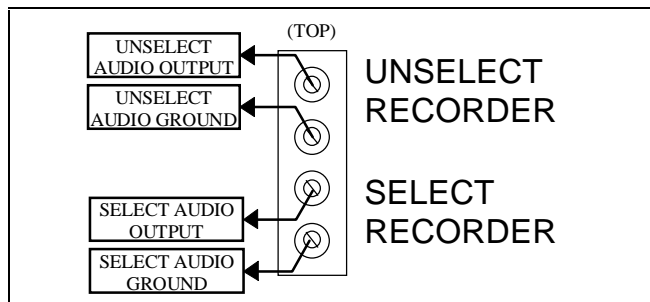 (TOP)
UNSELECT
AUDIO OUTPUT
UNSELECT
AUDIO GROUND
UNSELECT
RECORDER
SELECT AUDIO
OUTPUT
SELECT AUDIO
GROUND
SELECT
RECORDER